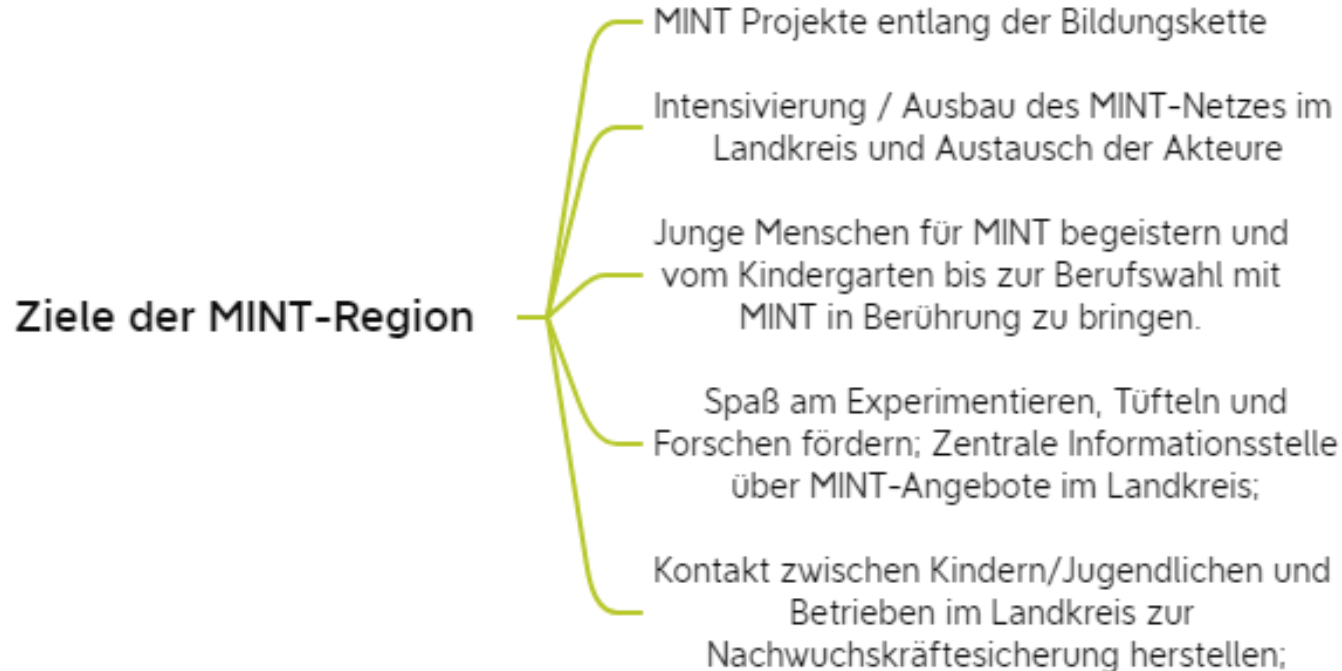 MINT Projekte entlang der Bildungskette
Intensivierung / Ausbau des MINT-Netzes im
Landkreis und Austausch der Akteure
Junge Menschen für MINT begeistern und
vom Kindergarten bis zur Berufswahl mit
MINT in Berührung zu bringen.
Ziele der MINT-Region
Spaß am Experimentieren, Tüfteln und
Forschen fördern; Zentrale Informationsstelle
über MINT-Angebote im Landkreis;
Kontakt zwischen Kindern/Jugendlichen und
Betrieben im Landkreis zur
Nachwuchskräftesicherung herstellen;